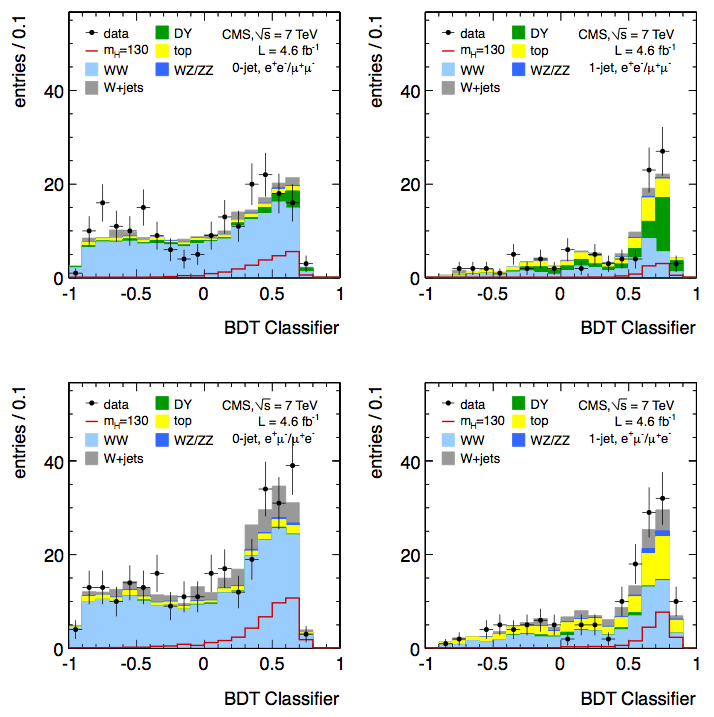 entries / 0.1
data
m_H=130
WW
W+jets
DY
top
WZ/ZZ
CMS, √s = 7 TeV
L = 4.6 fb⁻¹
0-jet, e⁺e⁻/μ⁺μ⁻
40
20
0
-1 -0.5 0 0.5 1
BDT Classifier
entries / 0.1
data
m_H=130
WW
W+jets
DY
top
WZ/ZZ
CMS, √s = 7 TeV
L = 4.6 fb⁻¹
1-jet, e⁺e⁻/μ⁺μ⁻
40
20
0
-1 -0.5 0 0.5 1
BDT Classifier
entries / 0.1
data
m_H=130
WW
W+jets
DY
top
WZ/ZZ
CMS, √s = 7 TeV
L = 4.6 fb⁻¹
0-jet, e⁺μ⁻/μ⁺e⁻
40
20
0
-1 -0.5 0 0.5 1
BDT Classifier
entries / 0.1
data
m_H=130
WW
W+jets
DY
top
WZ/ZZ
CMS, √s = 7 TeV
L = 4.6 fb⁻¹
1-jet, e⁺μ⁻/μ⁺e⁻
40
20
0
-1 -0.5 0 0.5 1
BDT Classifier